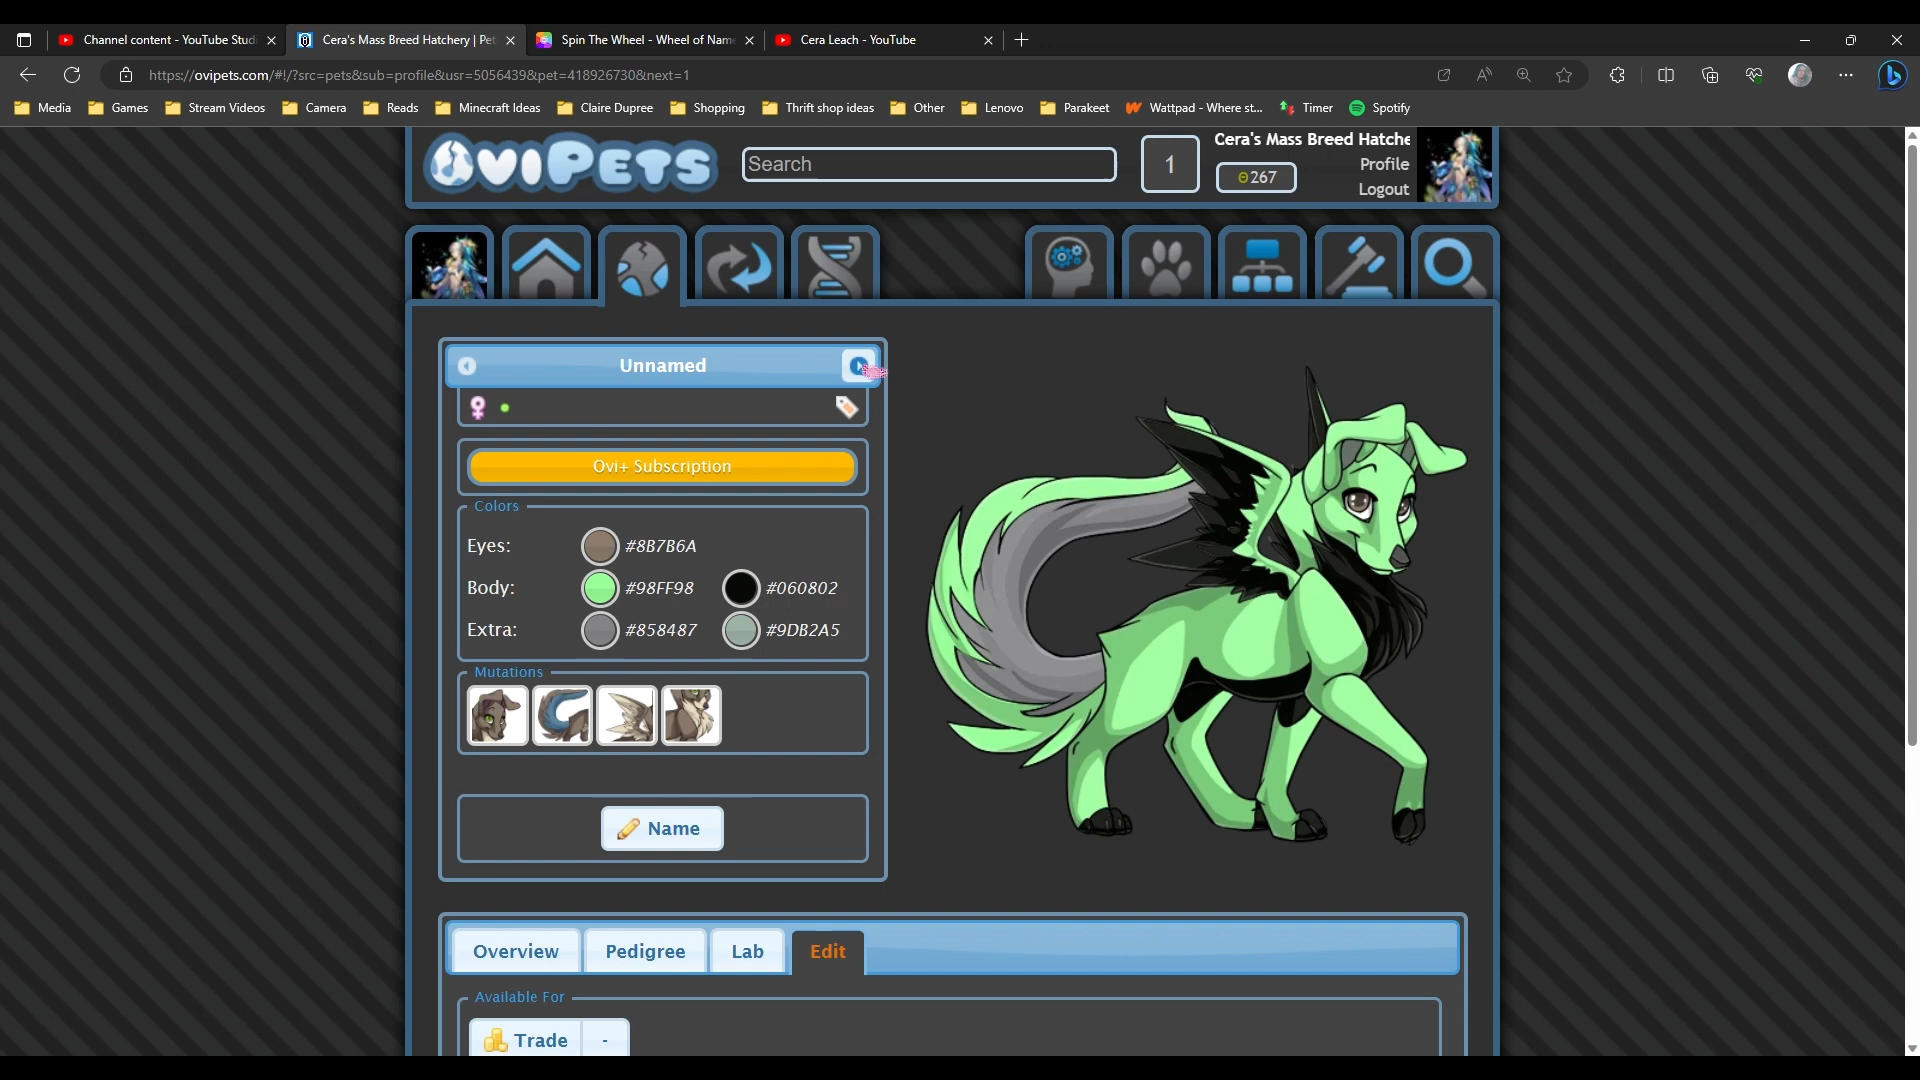 Channel content - YouTube Studi
Cera's Mass Breed Hatchery | Pet
Spin The Wheel - Wheel of Name
Cera Leach - YouTube
https://ovipets.com/#!/?src=pets&sub=profile&usr=5056439&pet=418926730&next=1
Media
Games
Stream Videos
Camera
Reads
Minecraft Ideas
Claire Dupree
Shopping
Thrift shop ideas
Other
Lenovo
Parakeet
Wattpad - Where st...
Timer
Spotify
OviPets
Search
1
Cera's Mass Breed Hatche
267
Profile
Logout
Unnamed
Ovi+ Subscription
Colors
Eyes: #8B7B6A
Body: #98FF98 #060802
Extra: #858487 #9DB2A5
Mutations
Name
Overview Pedigree Lab Edit
Available For
Trade -